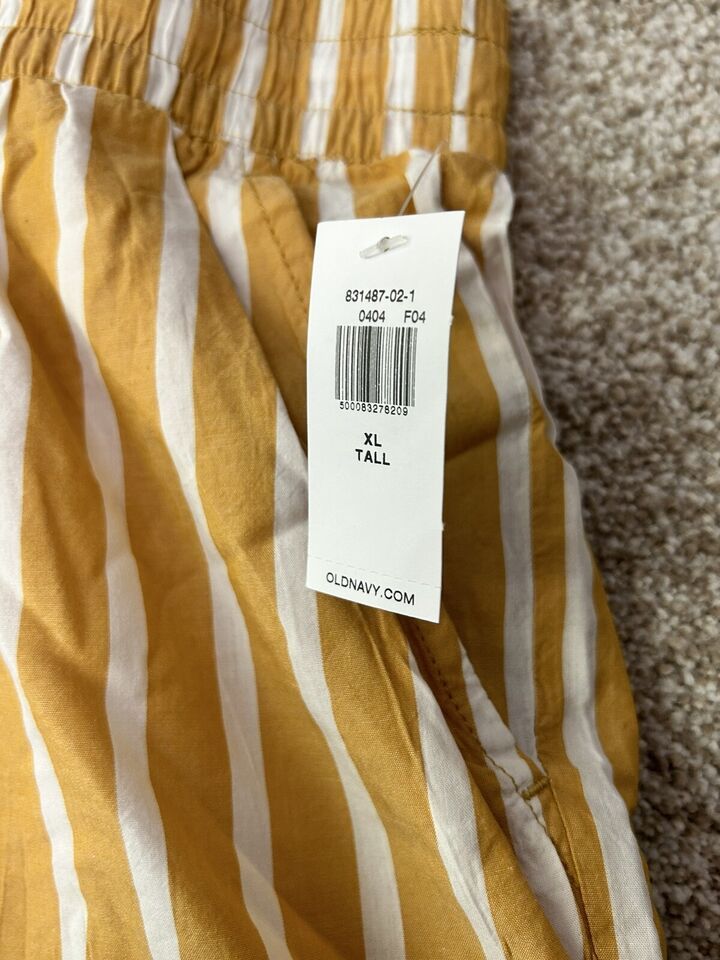 831487-02-1
0404 F04
500083278209
XL
TALL
OLDNAVY.COM